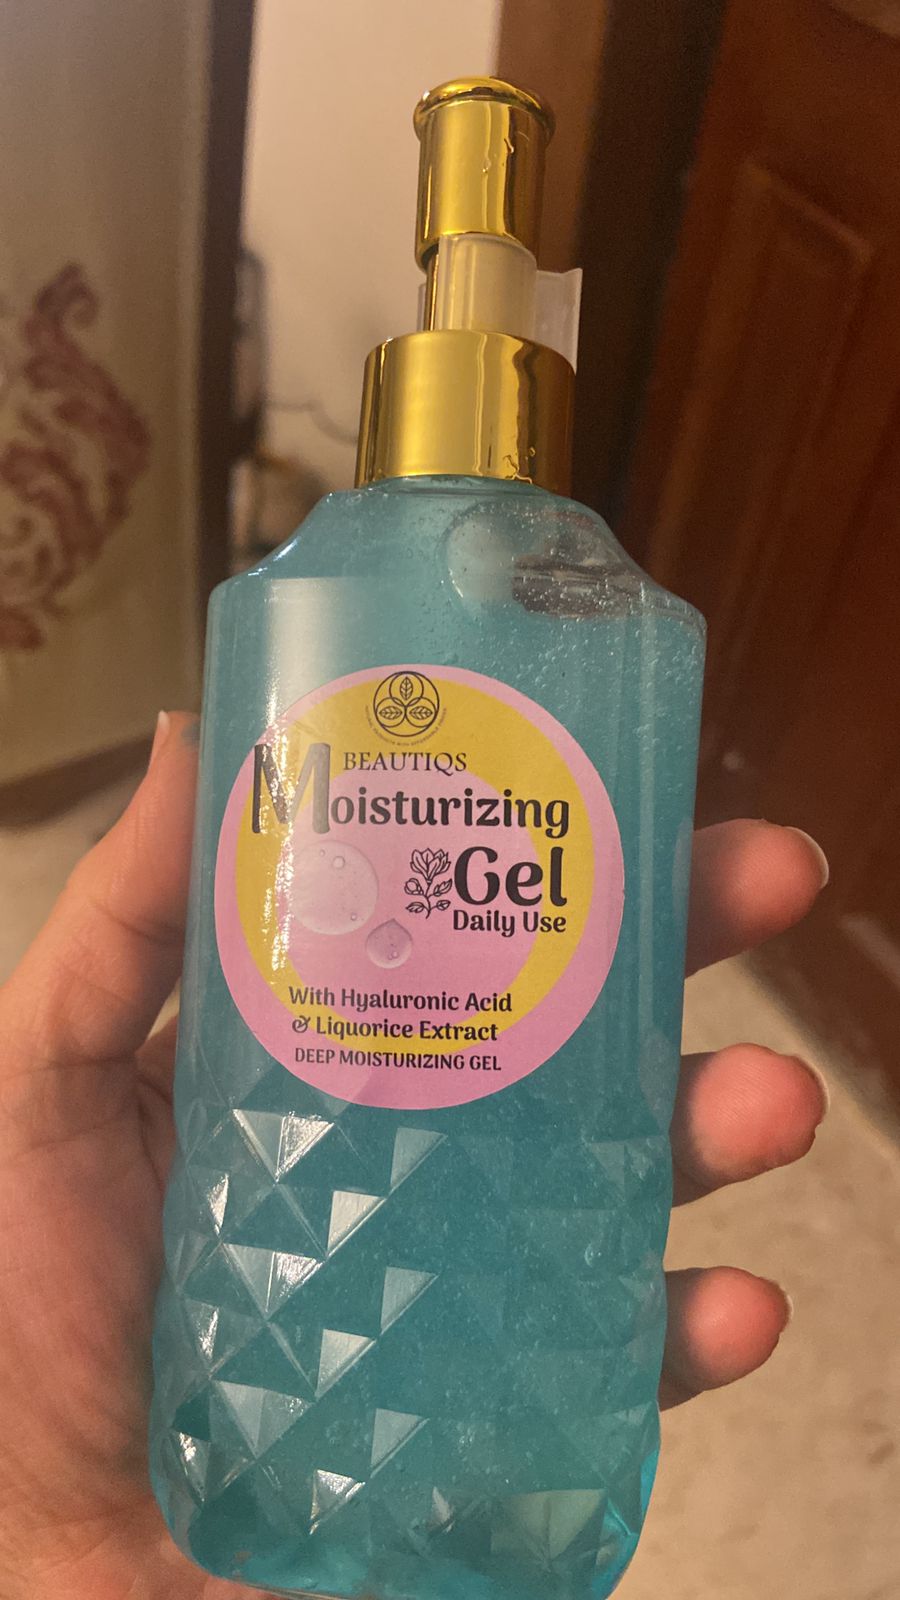 BEAUTIQS
Moisturizing
Gel
Daily Use
With Hyaluronic Acid
& Liquorice Extract
DEEP MOISTURIZING GEL